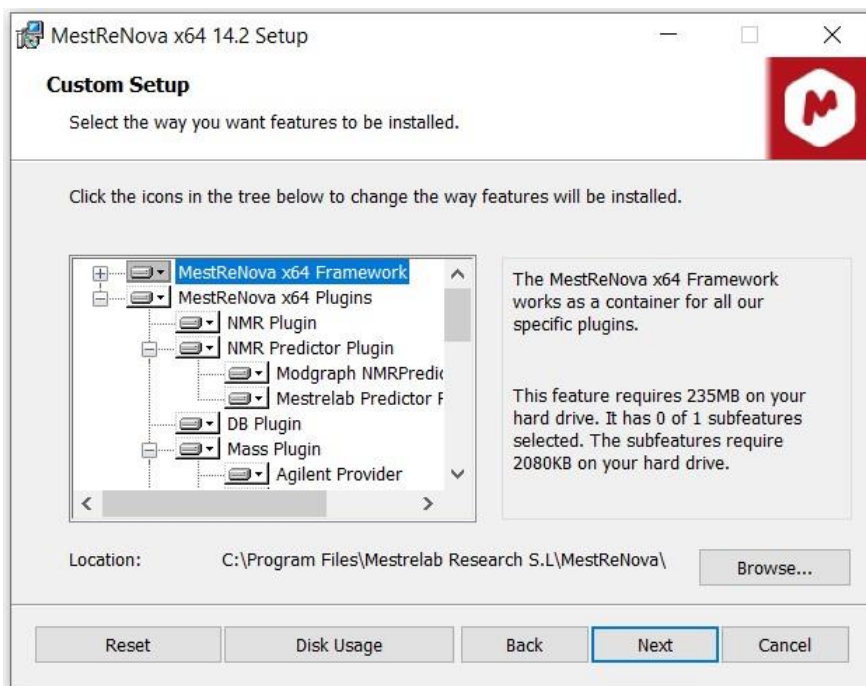 MestReNova x64 14.2 Setup
Custom Setup
Select the way you want features to be installed.
Click the icons in the tree below to change the way features will be installed.
MestReNova x64 Framework
MestReNova x64 Plugins
NMR Plugin
NMR Predictor Plugin
Modgraph NMRPredic
Mestrelab Predictor P
DB Plugin
Mass Plugin
Agilent Provider
The MestReNova x64 Framework
works as a container for all our
specific plugins.
This feature requires 235MB on your
hard drive. It has 0 of 1 subfeatures
selected. The subfeatures require
2080KB on your hard drive.
Location:
C:\Program Files\Mestrelab Research S.L\MestReNova\
Browse...
Reset
Disk Usage
Back
Next
Cancel